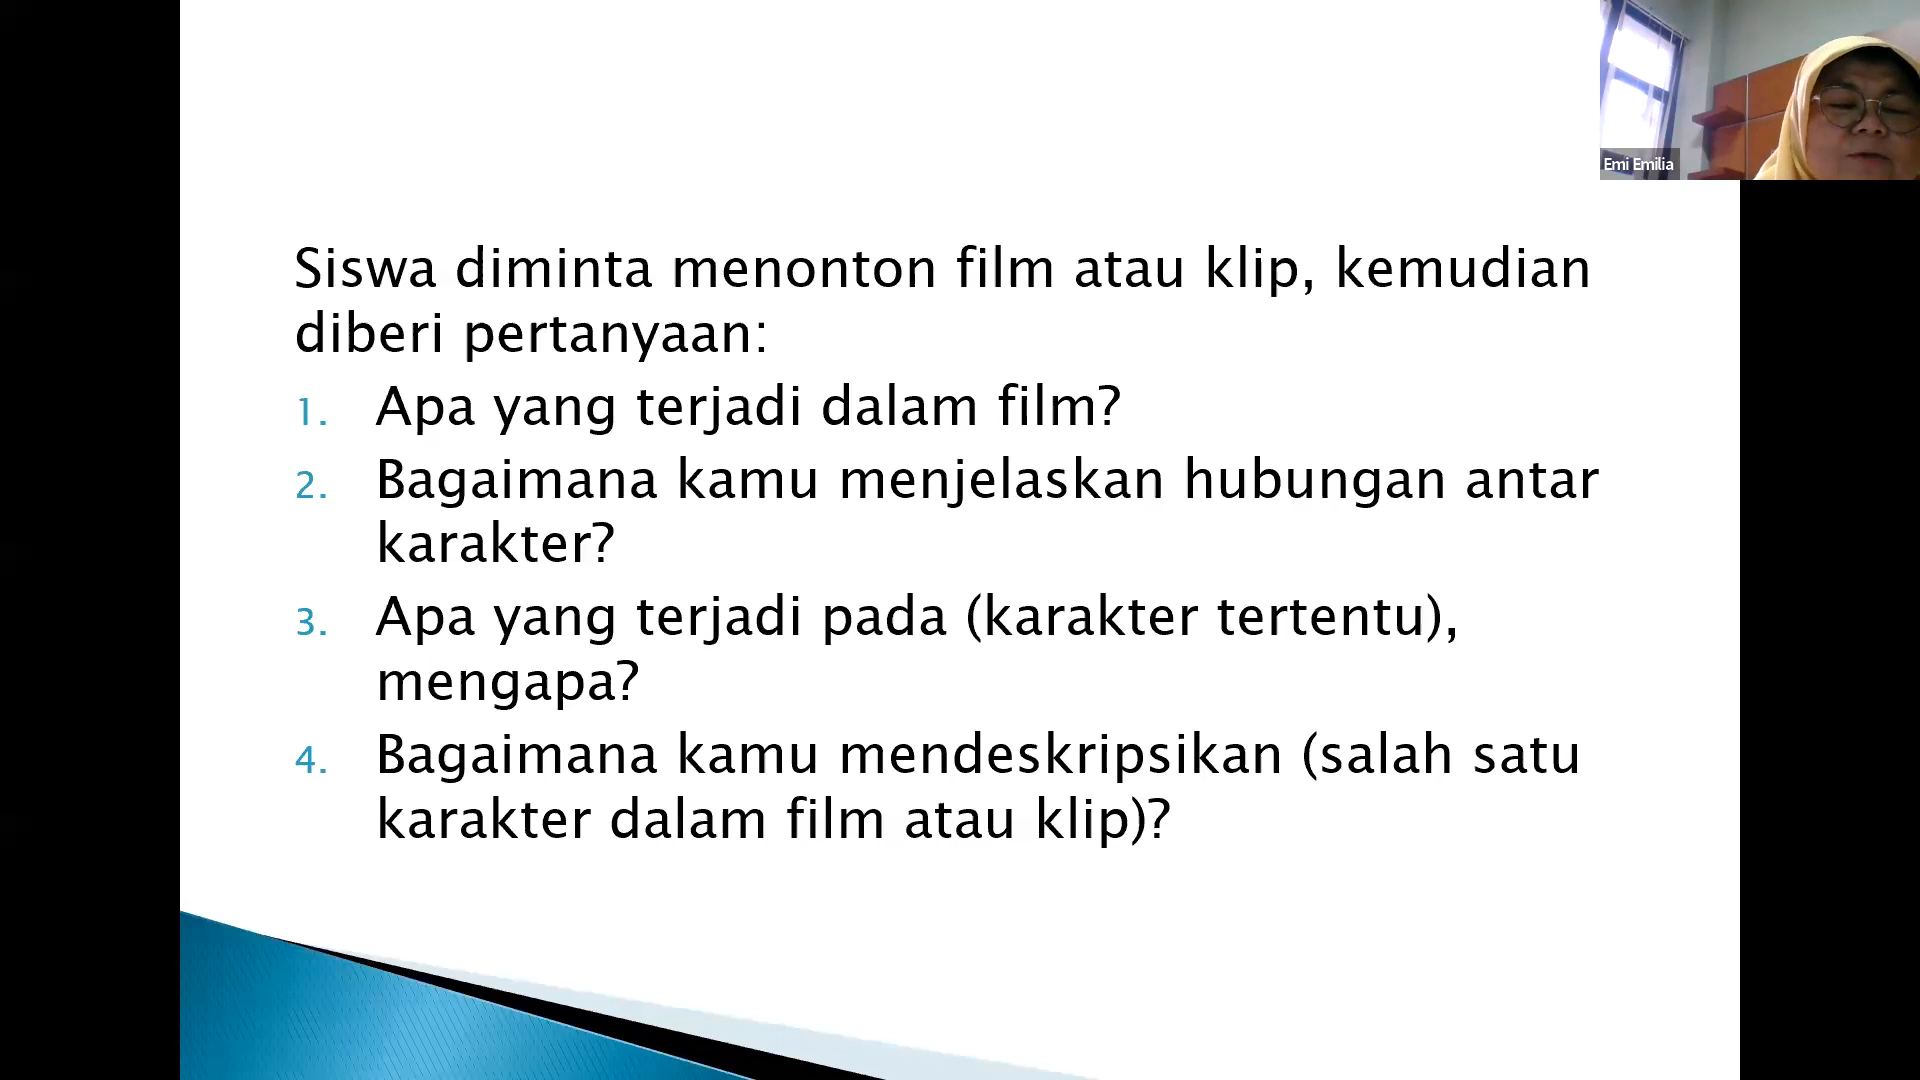 Emi Emilia
Siswa diminta menonton film atau klip, kemudian
diberi pertanyaan:
1. Apa yang terjadi dalam film?
2. Bagaimana kamu menjelaskan hubungan antar
karakter?
3. Apa yang terjadi pada (karakter tertentu),
mengapa?
4. Bagaimana kamu mendeskripsikan (salah satu
karakter dalam film atau klip)?